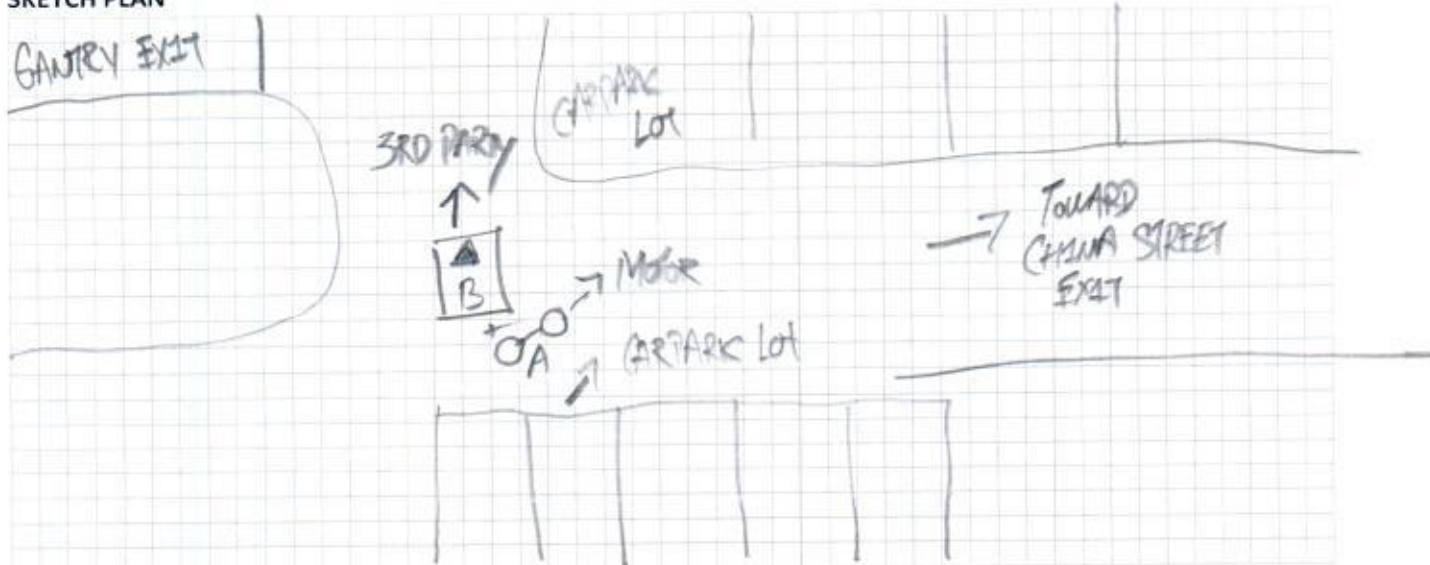 SKETCH PLAN
GANTRY EXIT
CARPARK
LOT
3RD PARTY
TOWARD
CHINA STREET
EXIT
MOTOR
B
A
CARPARK LOT